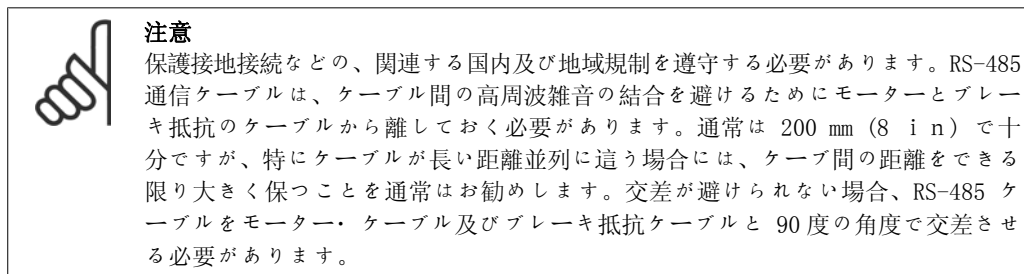 注意
保護接地接続などの、関連する国内及び地域規制を遵守する必要があります。RS-485
通信ケーブルは、ケーブル間の高周波雑音の結合を避けるためにモーターとブレー
キ抵抗のケーブルから離しておく必要があります。通常は 200 mm (8 ｉｎ) で十
分ですが、特にケーブルが長い距離並列に這う場合には、ケーブ間の距離をできる
限り大きく保つことを通常はお勧めします。交差が避けられない場合、RS-485 ケ
ーブルをモーター・ ケーブル及びブレーキ抵抗ケーブルと 90 度の角度で交差させ
る必要があります。